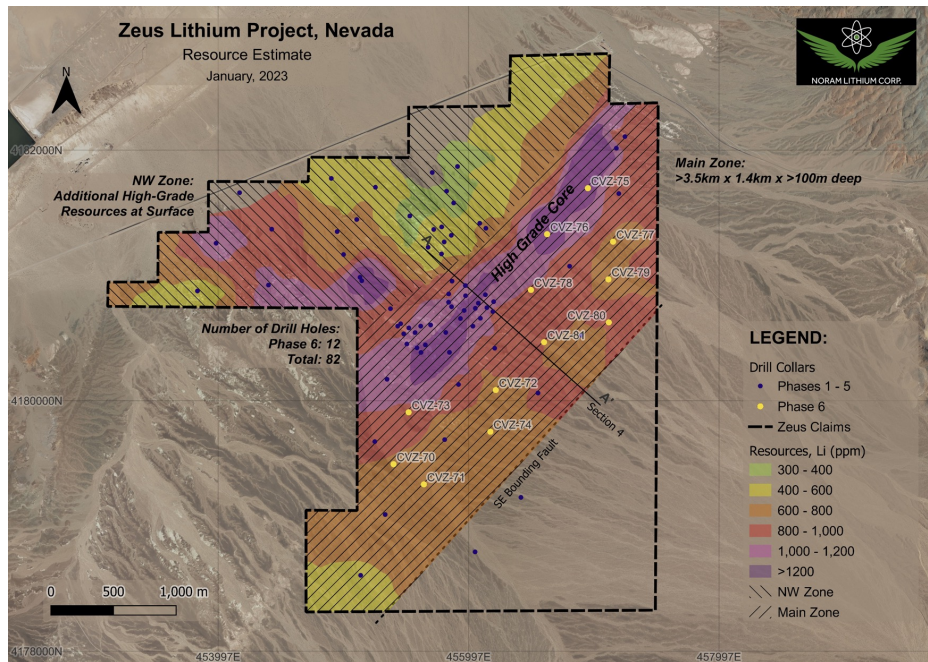 Zeus Lithium Project, Nevada
Resource Estimate
January, 2023
N
NORAM LITHIUM CORP.
4182000N
NW Zone:
Additional High-Grade
Resources at Surface
Main Zone:
>3.5km x 1.4km x >100m deep
High Grade Core
CVZ-75
CVZ-76
CVZ-77
A
CVZ-78
CVZ-79
CVZ-80
CVZ-81
Number of Drill Holes:
Phase 6: 12
Total: 82
CVZ-72
CVZ-73
CVZ-74
A'
Section 4
4180000N
CVZ-70
CVZ-71
SE Bounding Fault
LEGEND:
Drill Collars
Phases 1 - 5
Phase 6
Zeus Claims
Resources, Li (ppm)
300 - 400
400 - 600
600 - 800
800 - 1,000
1,000 - 1,200
>1200
NW Zone
Main Zone
0 500 1,000 m
4178000N
453997E
455997E
457997E